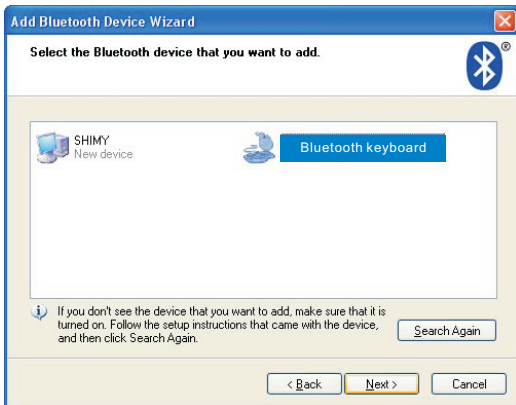 Add Bluetooth Device Wizard
Select the Bluetooth device that you want to add.
®
SHIMY
New device
Bluetooth keyboard
If you don't see the device that you want to add, make sure that it is
turned on. Follow the setup instructions that came with the device,
and then click Search Again.
Search Again
< Back
Next >
Cancel